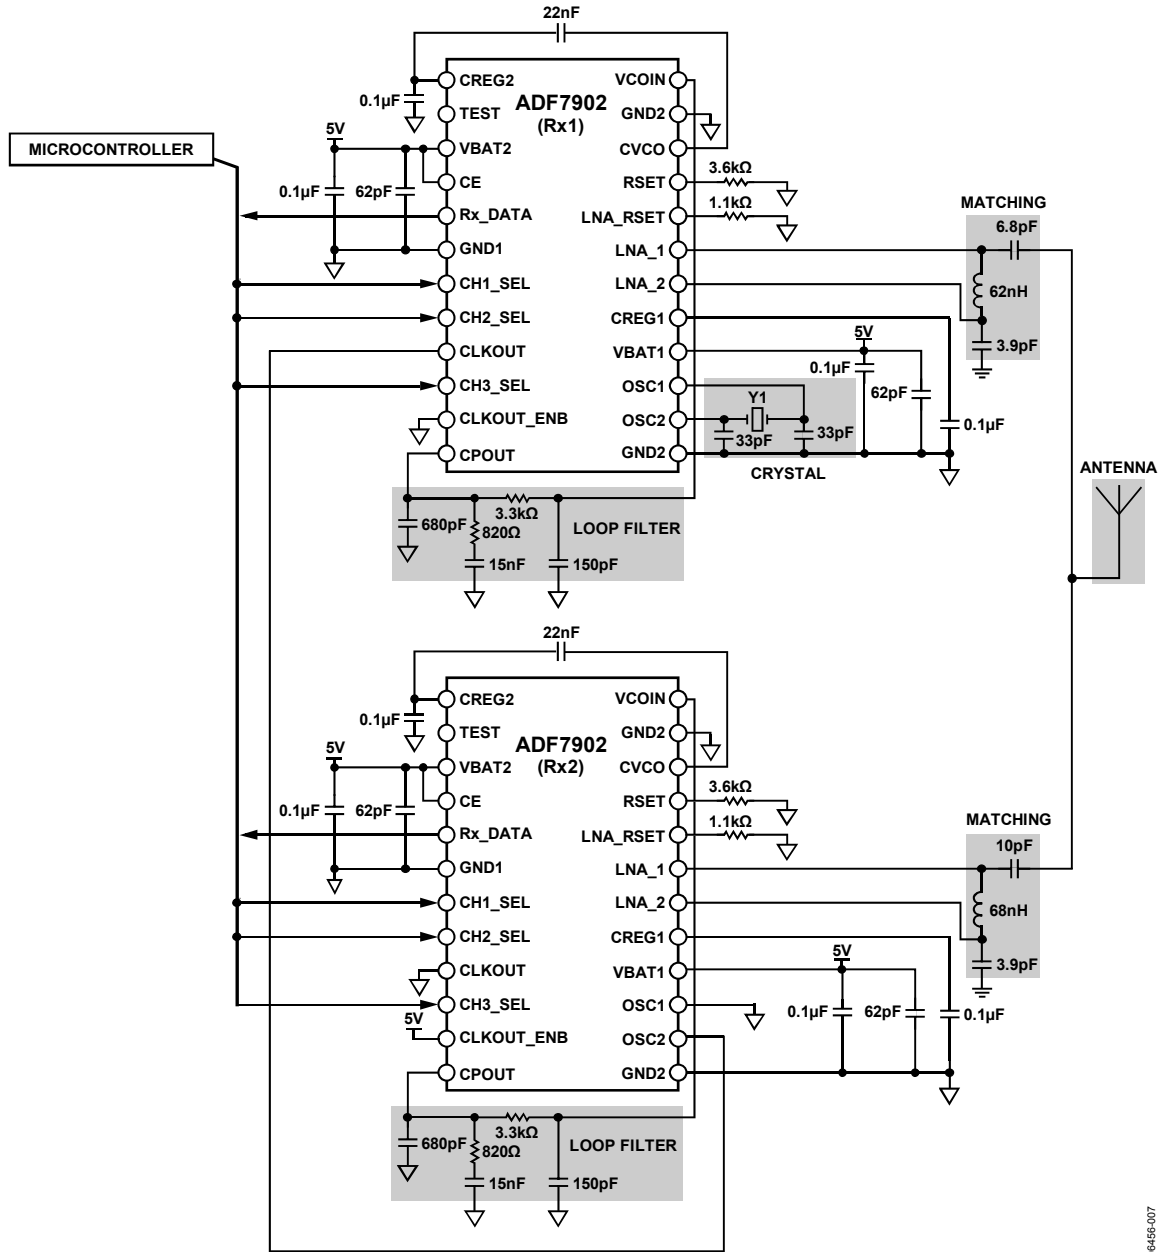 22nF
CREG2
VCOIN
0.1µF
ADF7902
(Rx1)
TEST
GND2
5V
MICROCONTROLLER
VBAT2
CVCO
3.6kΩ
0.1µF
62pF
CE
RSET
1.1kΩ
MATCHING
Rx_DATA
LNA_RSET
6.8pF
GND1
LNA_1
CH1_SEL
LNA_2
62nH
CH2_SEL
CREG1
5V
3.9pF
CLKOUT
VBAT1
0.1µF
CH3_SEL
OSC1
62pF
Y1
CLKOUT_ENB
OSC2
0.1µF
33pF
33pF
CPOUT
GND2
CRYSTAL
ANTENNA
3.3kΩ
680pF
820Ω
LOOP FILTER
15nF
150pF
22nF
CREG2
VCOIN
0.1µF
TEST
GND2
ADF7902
(Rx2)
5V
VBAT2
CVCO
3.6kΩ
0.1µF
62pF
CE
RSET
1.1kΩ
MATCHING
Rx_DATA
LNA_RSET
10pF
GND1
LNA_1
CH1_SEL
LNA_2
68nH
CH2_SEL
CREG1
5V
3.9pF
CLKOUT
VBAT1
CH3_SEL
OSC1
0.1µF
62pF
0.1µF
5V
CLKOUT_ENB
OSC2
CPOUT
GND2
3.3kΩ
680pF
820Ω
LOOP FILTER
15nF
150pF
6456-007